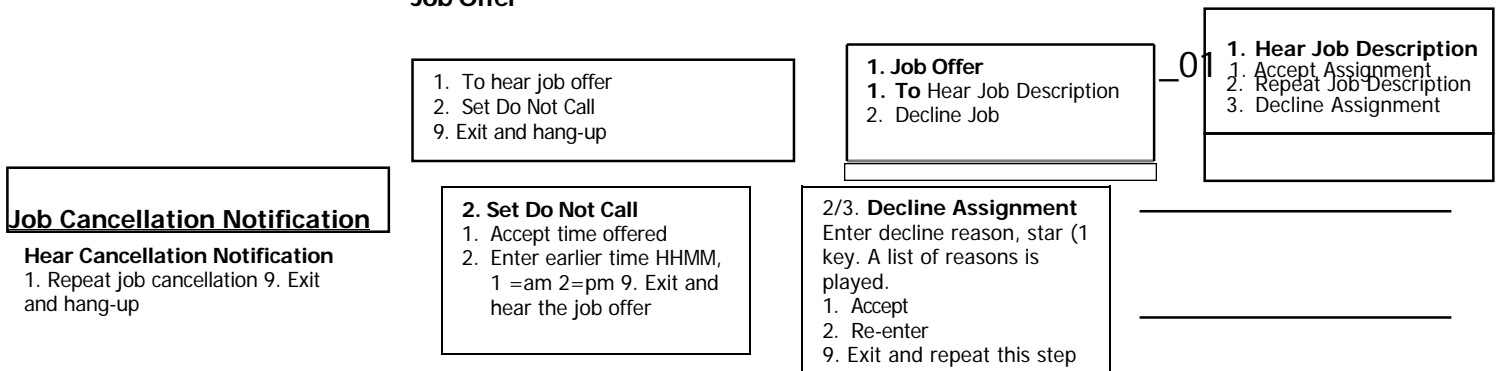 Job Offer
1. To hear job offer
2. Set Do Not Call
9. Exit and hang-up
1. Job Offer
1. To Hear Job Description
2. Decline Job
_01
1. Hear Job Description
1. Accept Assignment
2. Repeat Job Description
3. Decline Assignment
Job Cancellation Notification
Hear Cancellation Notification
1. Repeat job cancellation 9. Exit
and hang-up
2. Set Do Not Call
1. Accept time offered
2. Enter earlier time HHMM,
1 =am 2=pm 9. Exit and
hear the job offer
2/3. Decline Assignment
Enter decline reason, star (1
key. A list of reasons is
played.
1. Accept
2. Re-enter
9. Exit and repeat this step